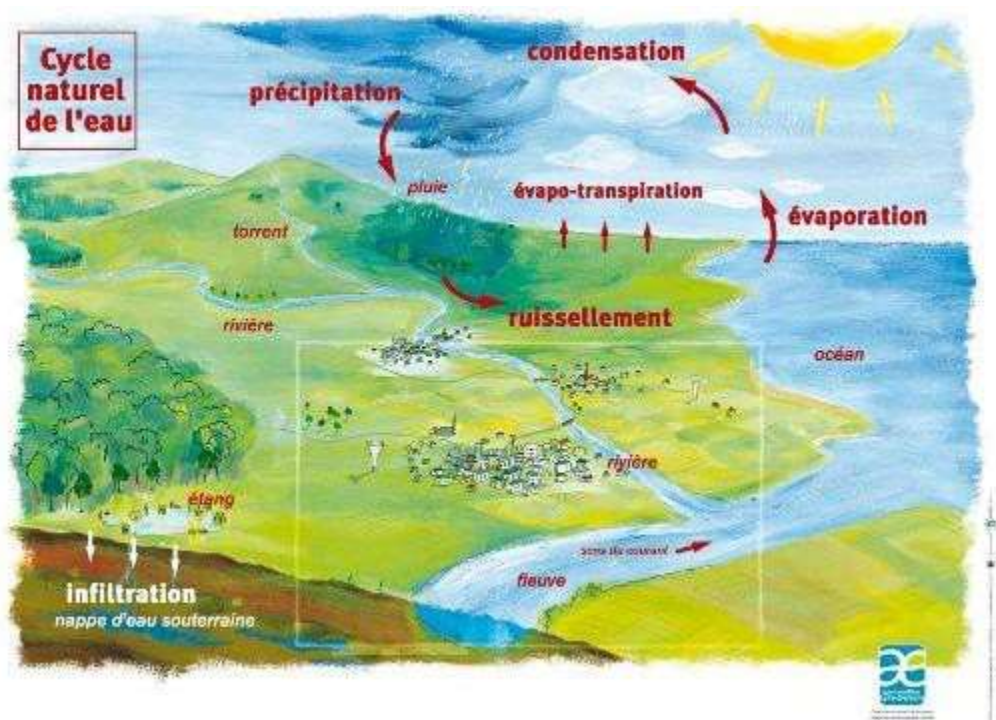 Cycle
naturel
de l'eau
condensation
précipitation
pluie
évapo-transpiration
évaporation
torrent
rivière
ruissellement
océan
rivière
étang
sens du courant
fleuve
infiltration
nappe d'eau souterraine